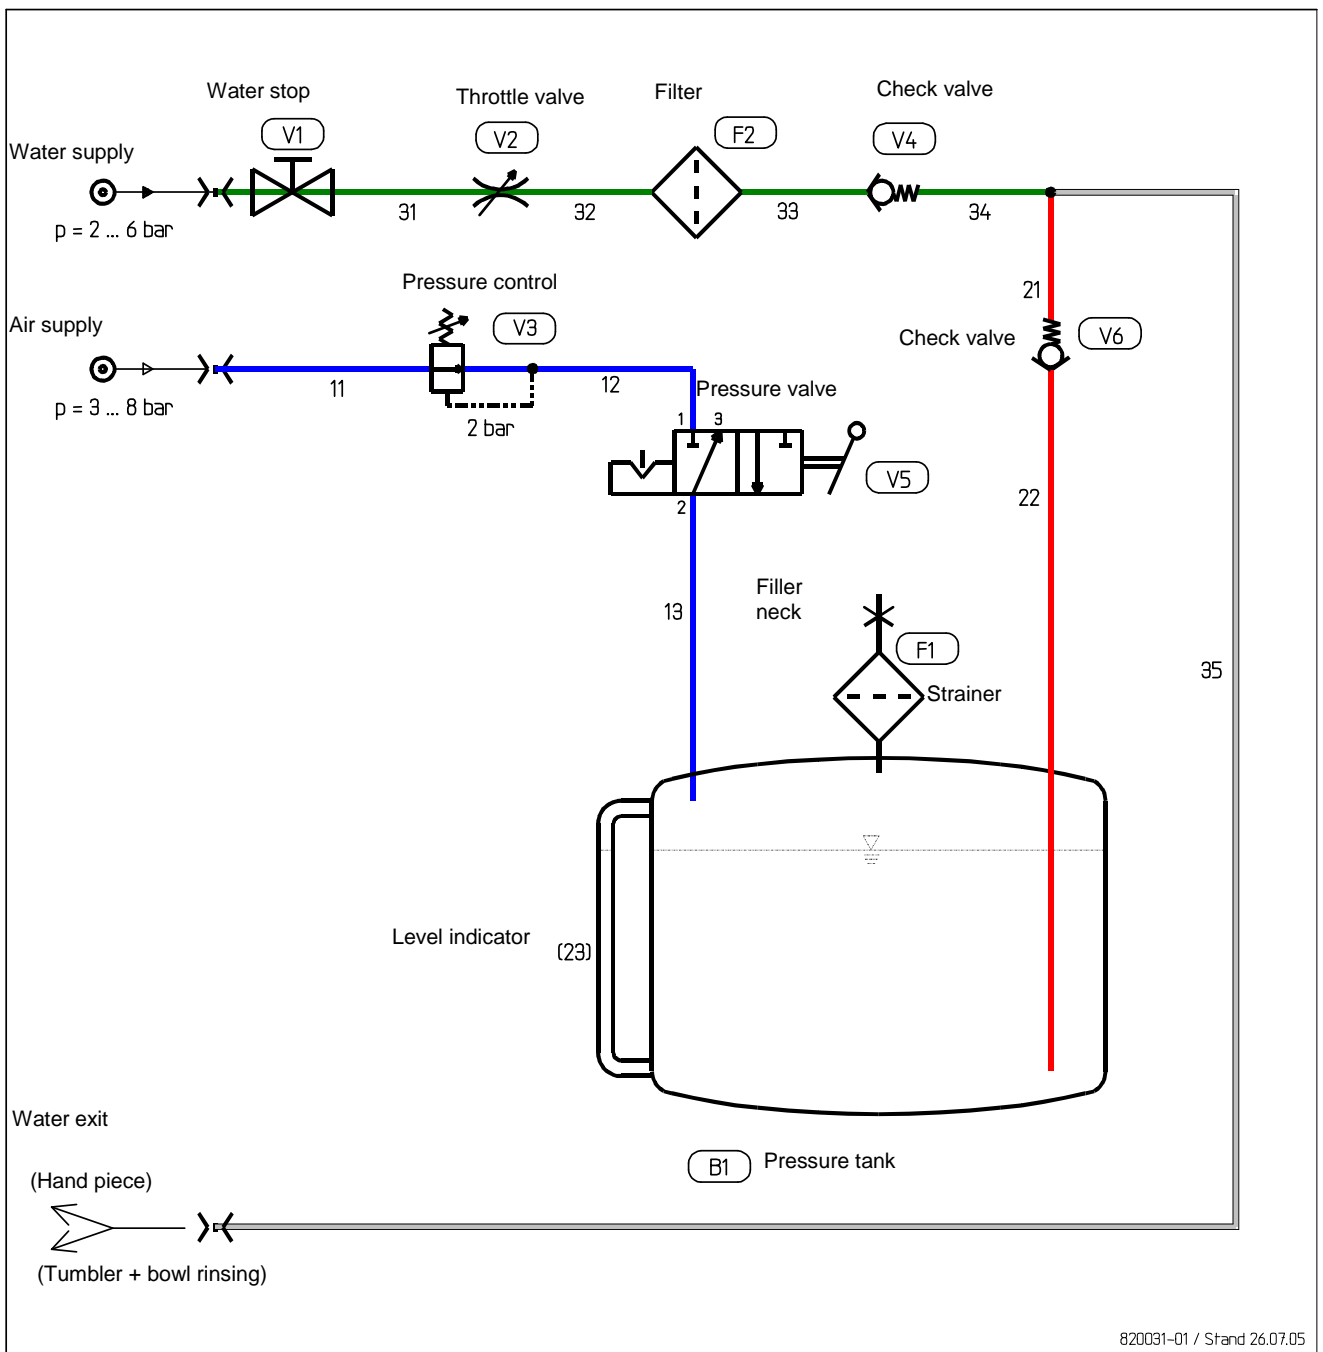 Water stop
V1
Throttle valve
V2
Filter
F2
Check valve
V4
Water supply
p = 2 ... 6 bar
31
32
33
34
Pressure control
V3
Air supply
p = 3 ... 8 bar
11
12
2 bar
21
Check valve
V6
Pressure valve
1
3
2
V5
22
13
Filler
neck
F1
Strainer
35
Level indicator
(23)
Water exit
B1
Pressure tank
(Hand piece)
(Tumbler + bowl rinsing)
820031-01 / Stand 26.07.05